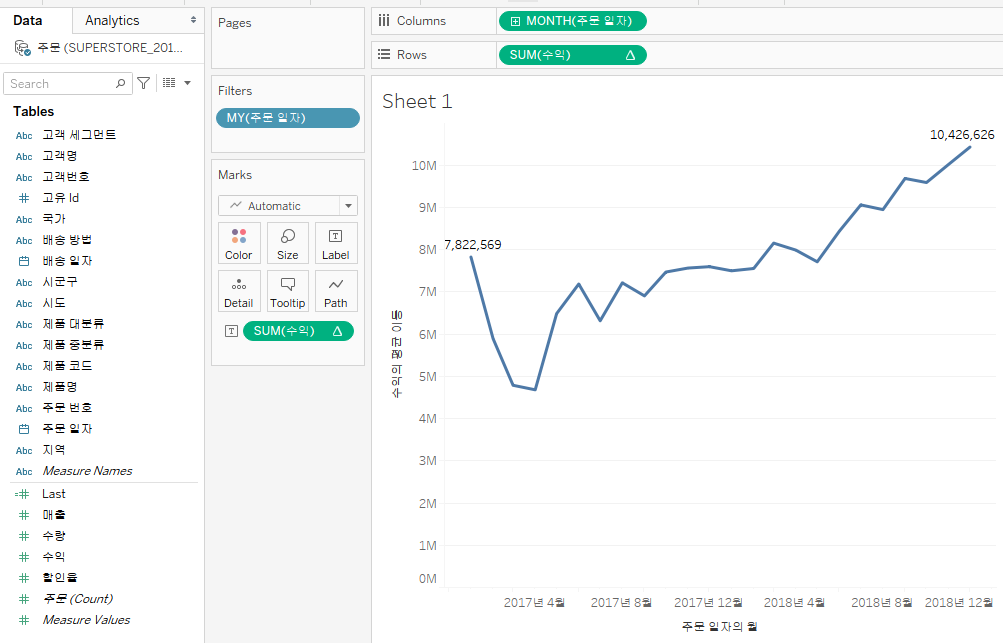 Data
Analytics
주문 (SUPERSTORE_201...
Search
Tables
Abc 고객 세그먼트
Abc 고객명
Abc 고객번호
# 고유 Id
Abc 국가
Abc 배송 방법
배송 일자
Abc 시군구
Abc 시도
Abc 제품 대분류
Abc 제품 중분류
Abc 제품 코드
Abc 제품명
Abc 주문 번호
주문 일자
Abc 지역
Abc Measure Names
=# Last
# 매출
# 수량
# 수익
# 할인율
# 주문 (Count)
# Measure Values
Pages
Filters
MY(주문 일자)
Marks
Automatic
Color Size Label
Detail Tooltip Path
SUM(수익) Δ
Columns
MONTH(주문 일자)
Rows
SUM(수익) Δ
Sheet 1
수익의 평균 이동
10M
9M
8M
7M
6M
5M
4M
3M
2M
1M
0M
7,822,569
10,426,626
2017년 4월 2017년 8월 2017년 12월 2018년 4월 2018년 8월 2018년 12월
주문 일자의 월